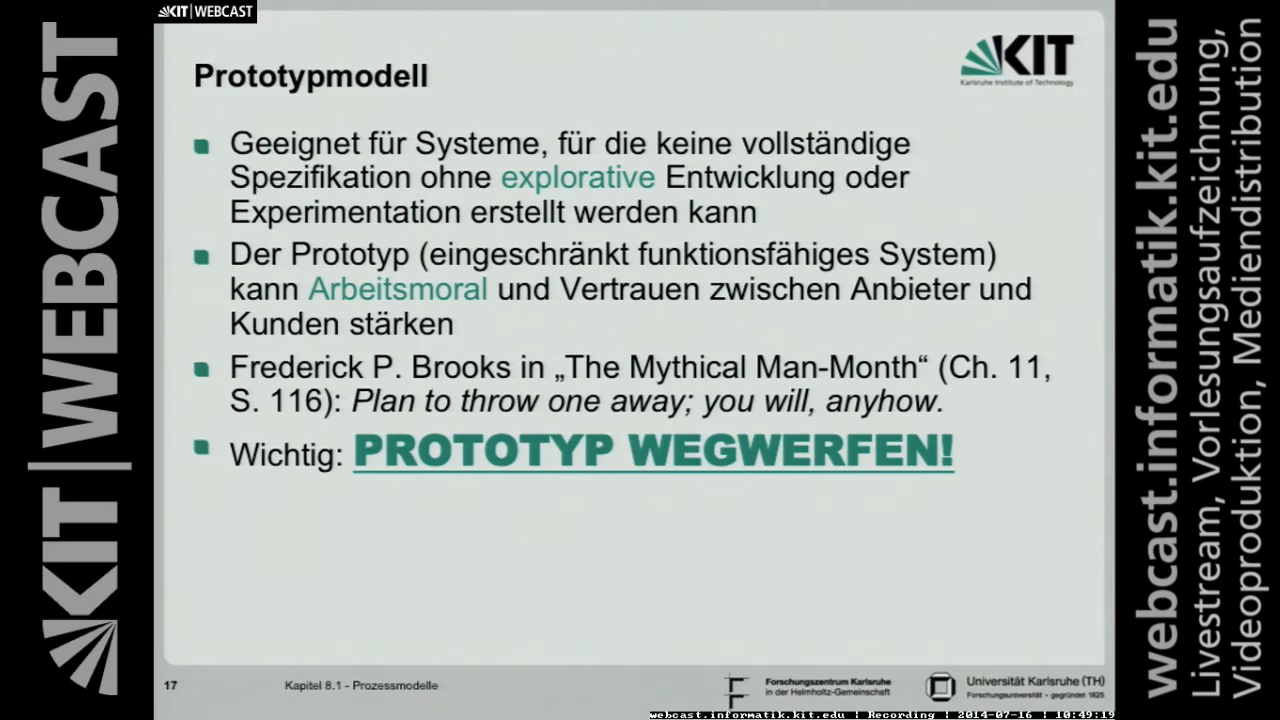 KIT | WEBCAST
KIT|WEBCAST
Prototypmodell
KIT
Karlsruhe Institute of Technology
Geeignet für Systeme, für die keine vollständige
Spezifikation ohne explorative Entwicklung oder
Experimentation erstellt werden kann
Der Prototyp (eingeschränkt funktionsfähiges System)
kann Arbeitsmoral und Vertrauen zwischen Anbieter und
Kunden stärken
Frederick P. Brooks in „The Mythical Man-Month“ (Ch. 11,
S. 116): Plan to throw one away; you will, anyhow.
Wichtig: PROTOTYP WEGWERFEN!
17
Kapitel 8.1 - Prozessmodelle
Forschungszentrum Karlsruhe
in der Helmholtz-Gemeinschaft
Universität Karlsruhe (TH)
Forschungsuniversität - gegründet 1825
webcast.informatik.kit.edu | Recording | 2014-07-16 | 10:49:19
webcast.informatik.kit.edu
Livestream, Vorlesungsaufzeichnung,
Videoproduktion, Mediendistribution